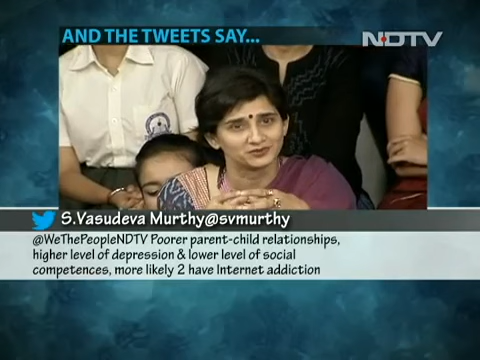 AND THE TWEETS SAY...
NDTV
S.Vasudeva Murthy@svmurthy
@WeThePeopleNDTV Poorer parent-child relationships,
higher level of depression & lower level of social
competences, more likely 2 have Internet addiction